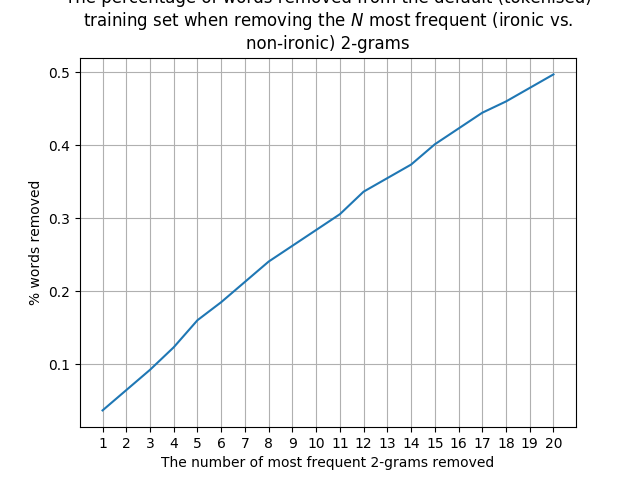 The percentage of words removed from the default (tokenised)
training set when removing the N most frequent (ironic vs.
non-ironic) 2-grams
0.5
0.4
0.3
0.2
0.1
% words removed
1 2 3 4 5 6 7 8 9 10 11 12 13 14 15 16 17 18 19 20
The number of most frequent 2-grams removed